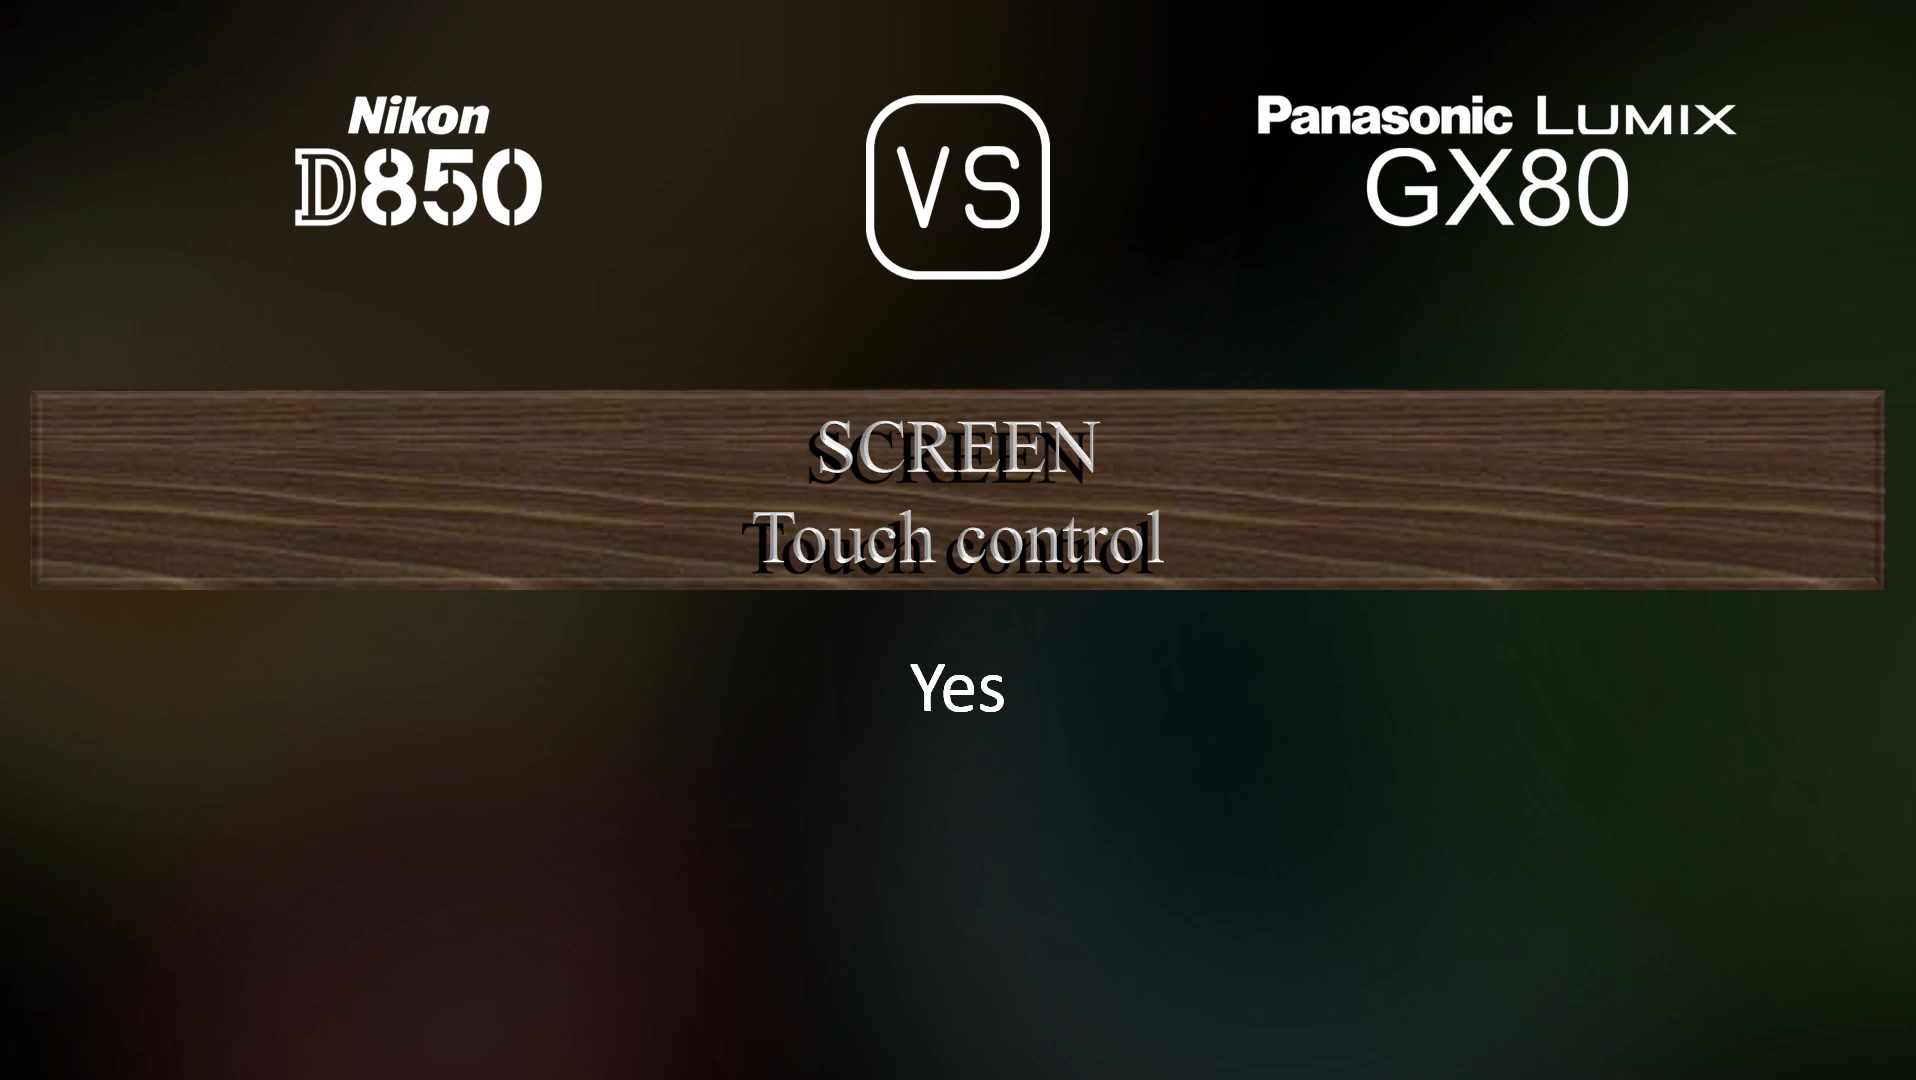 Nikon
D850
VS
Panasonic LUMIX
GX80
SCREEN
Touch control
Yes